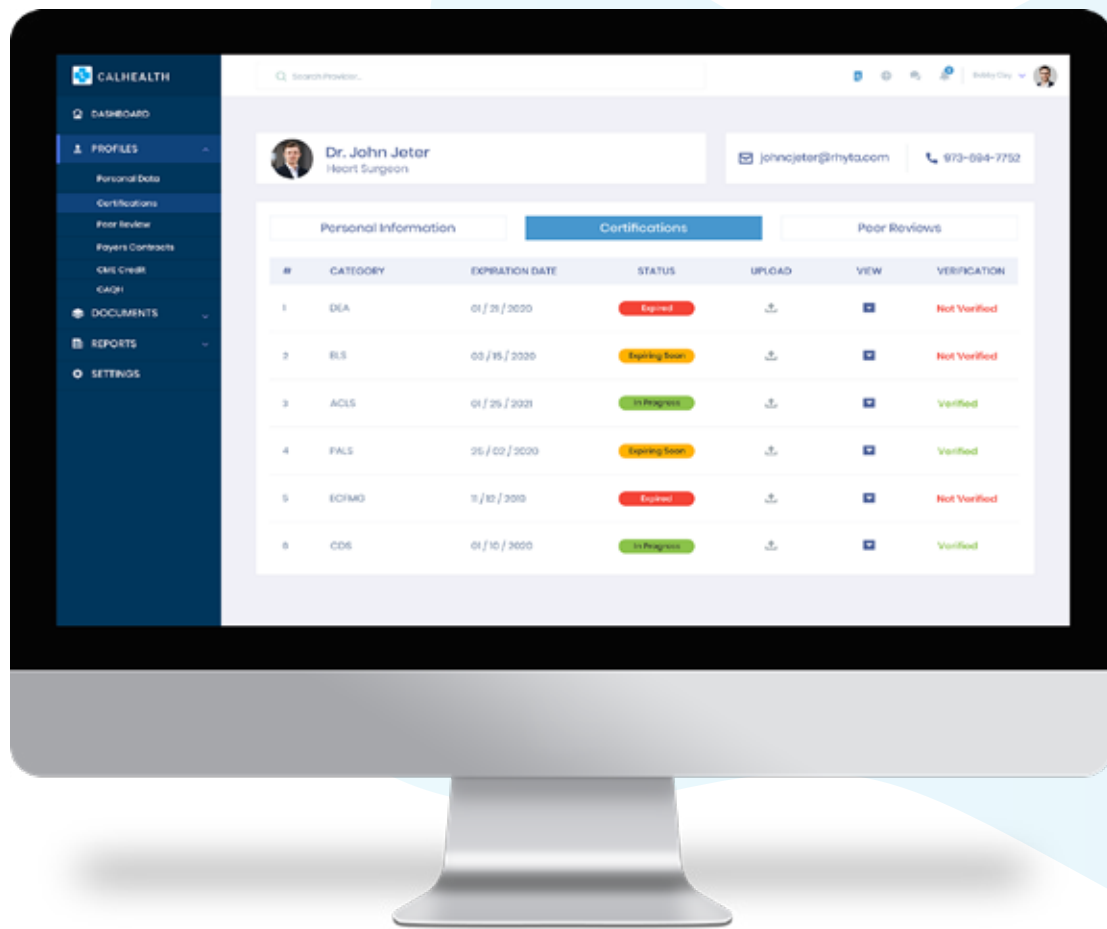 CALHEALTH
Search Provider...
Bobby Clay
DASHBOARD
PROFILES
Personal Data
Certifications
Peer Review
Payers Contracts
CME Credit
CAQH
DOCUMENTS
REPORTS
SETTINGS
Dr. John Jeter
Heart Surgeon
johncjeter@rhyta.com
973-694-7752
Personal Information
Certifications
Peer Reviews
# CATEGORY EXPIRATION DATE STATUS UPLOAD VIEW VERIFICATION
1 DEA 01 / 21 / 2020 Expired Not Verified
2 BLS 03 / 15 / 2020 Expiring Soon Not Verified
3 ACLS 01 / 25 / 2021 In Progress Verified
4 PALS 25 / 02 / 2020 Expiring Soon Verified
5 ECFMG 11 / 12 / 2019 Expired Not Verified
6 CDS 01 / 10 / 2020 In Progress Verified